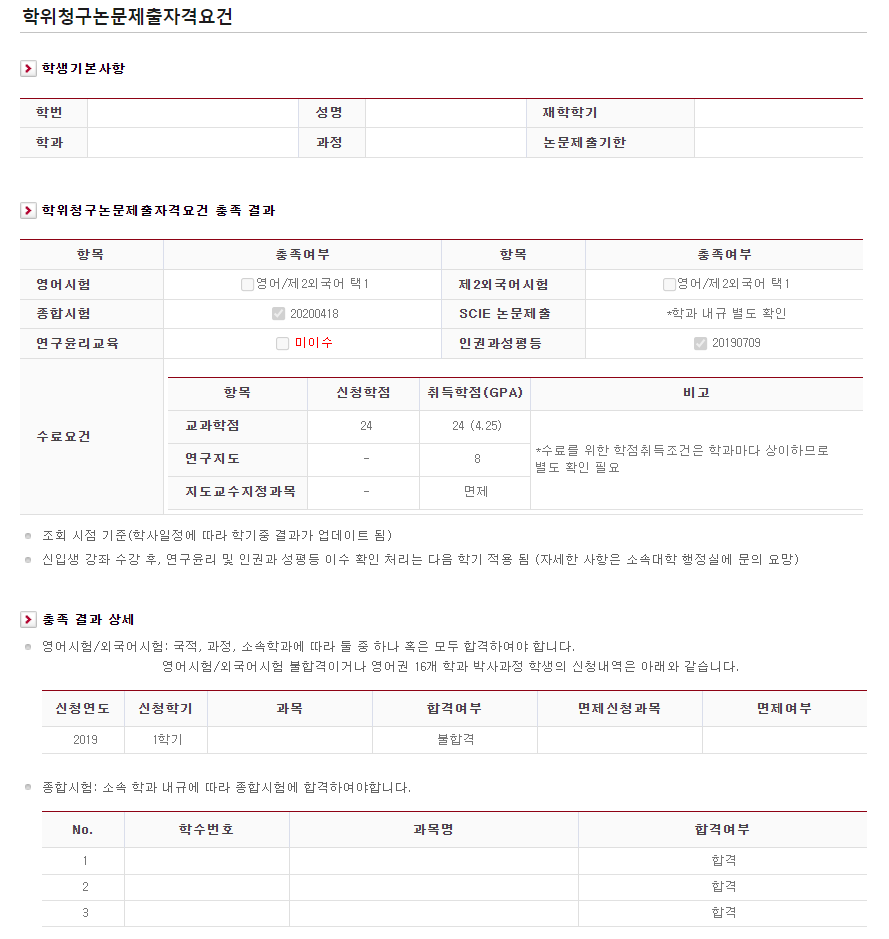 학위청구논문제출자격요건
학생기본사항
학번 성명 재학학기
학과 과정 논문제출기한
학위청구논문제출자격요건 충족 결과
항목 충족여부 항목 충족여부
영어시험 영어/제2외국어 택1 제2외국어시험 영어/제2외국어 택1
종합시험 20200418 SCIE 논문제출 *학과 내규 별도 확인
연구윤리교육 미이수 인권과성평등 20190709
수료요건
항목 신청학점 취득학점(GPA) 비고
교과학점 24 24 (4.25)
연구지도 - 8
지도교수지정과목 - 면제
*수료를 위한 학점취득조건은 학과마다 상이하므로
별도 확인 필요
조회 시점 기준(학사일정에 따라 학기중 결과가 업데이트 됨)
신입생 강좌 수강 후, 연구윤리 및 인권과 성평등 이수 확인 처리는 다음 학기 적용 됨 (자세한 사항은 소속대학 행정실에 문의 요망)
충족 결과 상세
영어시험/외국어시험: 국적, 과정, 소속학과에 따라 둘 중 하나 혹은 모두 합격하여야 합니다.
영어시험/외국어시험 불합격이거나 영어권 16개 학과 박사과정 학생의 신청내역은 아래와 같습니다.
신청연도 신청학기 과목 합격여부 면제신청과목 면제여부
2019 1학기 불합격
종합시험: 소속 학과 내규에 따라 종합시험에 합격하여야합니다.
No. 학수번호 과목명 합격여부
1 합격
2 합격
3 합격